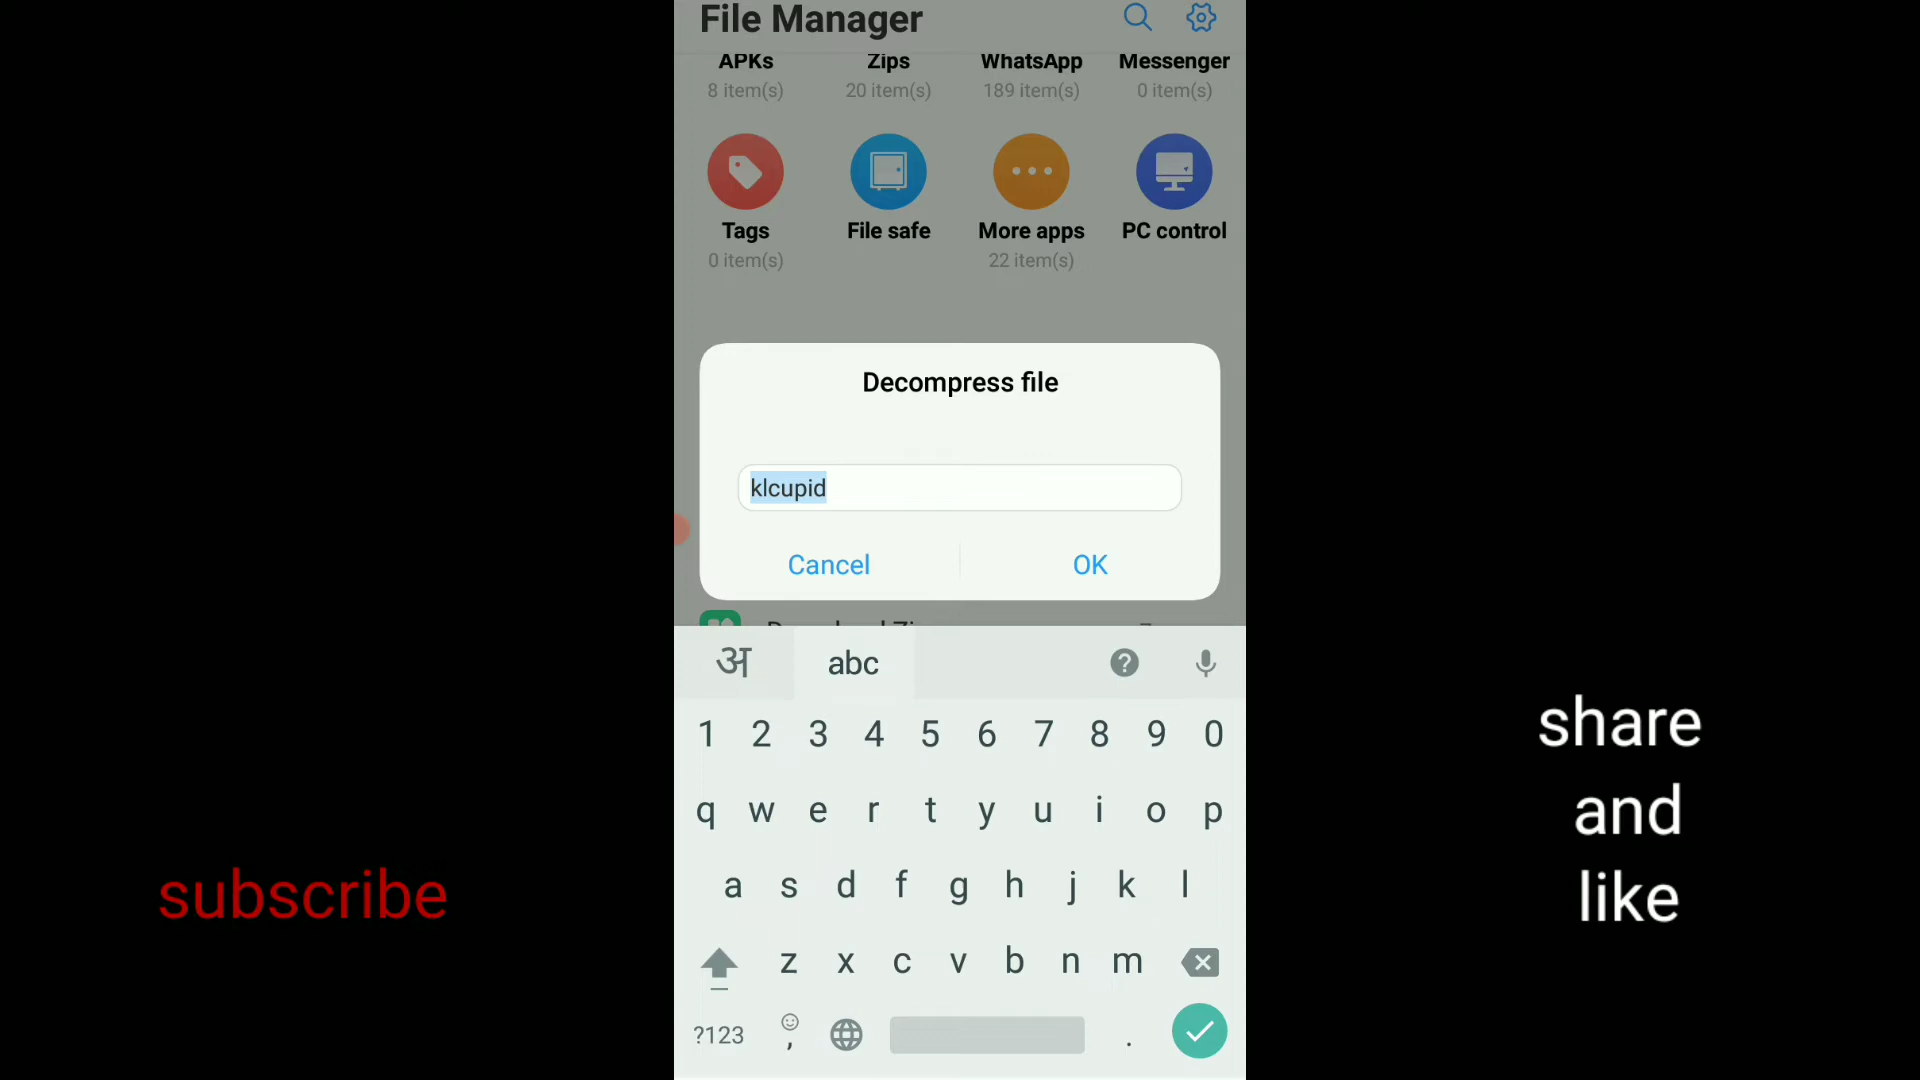 File Manager
APKs Zips WhatsApp Messenger
8 item(s) 20 item(s) 189 item(s) 0 item(s)
Tags File safe More apps PC control
0 item(s) 22 item(s)
Decompress file
klcupid
Cancel OK
अ abc ?
1 2 3 4 5 6 7 8 9 0
q w e r t y u i o p
a s d f g h j k l
z x c v b n m
?123 , .
subscribe
share
and
like